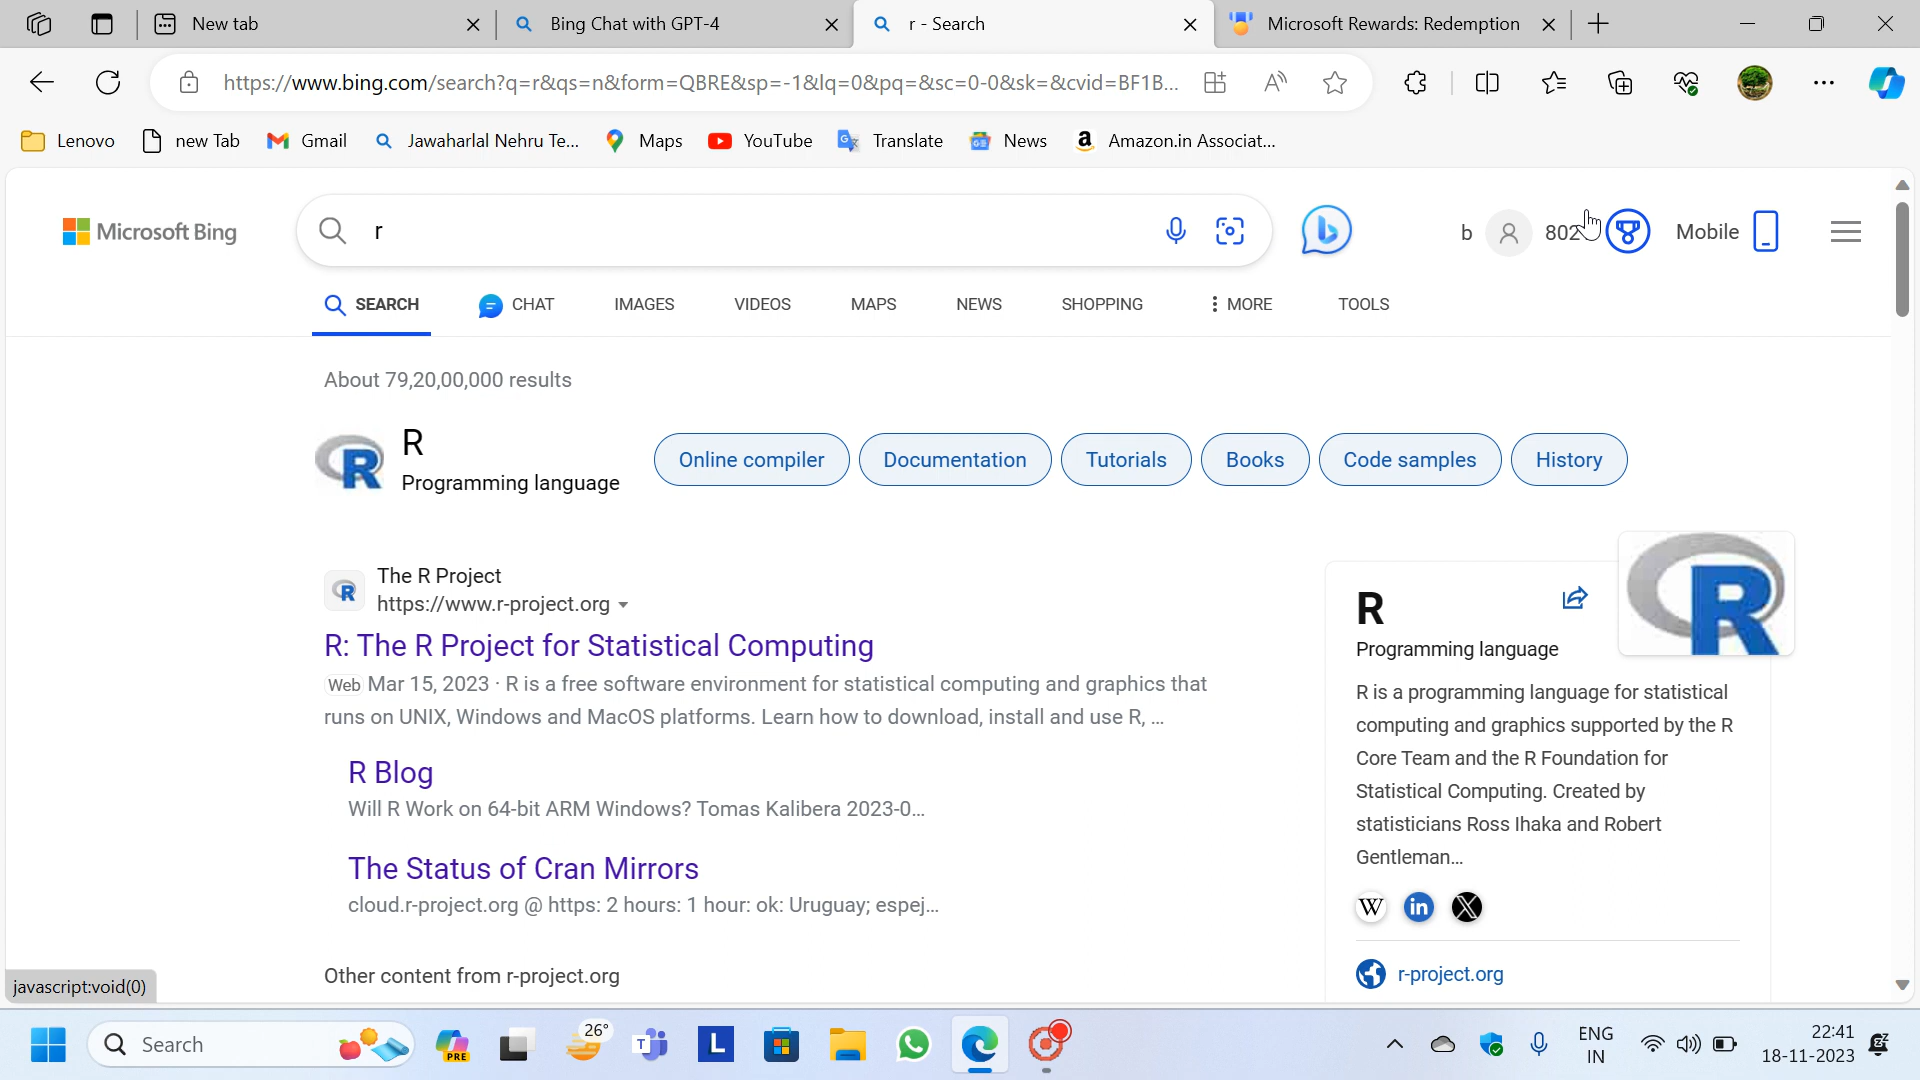 New tab
Bing Chat with GPT-4
r - Search
Microsoft Rewards: Redemption
https://www.bing.com/search?q=r&qs=n&form=QBRE&sp=-1&lq=0&pq=&sc=0-0&sk=&cvid=BF1B...
Lenovo
new Tab
Gmail
Jawaharlal Nehru Te...
Maps
YouTube
Translate
News
Amazon.in Associat...
Microsoft Bing
r
b
802
Mobile
SEARCH
CHAT
IMAGES
VIDEOS
MAPS
NEWS
SHOPPING
MORE
TOOLS
About 79,20,00,000 results
R
Programming language
Online compiler
Documentation
Tutorials
Books
Code samples
History
The R Project
https://www.r-project.org
R: The R Project for Statistical Computing
Web Mar 15, 2023 · R is a free software environment for statistical computing and graphics that
runs on UNIX, Windows and MacOS platforms. Learn how to download, install and use R, ...
R Blog
Will R Work on 64-bit ARM Windows? Tomas Kalibera 2023-0...
The Status of Cran Mirrors
cloud.r-project.org @ https: 2 hours: 1 hour: ok: Uruguay; espej...
Other content from r-project.org
R
Programming language
R is a programming language for statistical
computing and graphics supported by the R
Core Team and the R Foundation for
Statistical Computing. Created by
statisticians Ross Ihaka and Robert
Gentleman...
r-project.org
javascript:void(0)
Search
PRE
26°
ENG
IN
22:41
18-11-2023